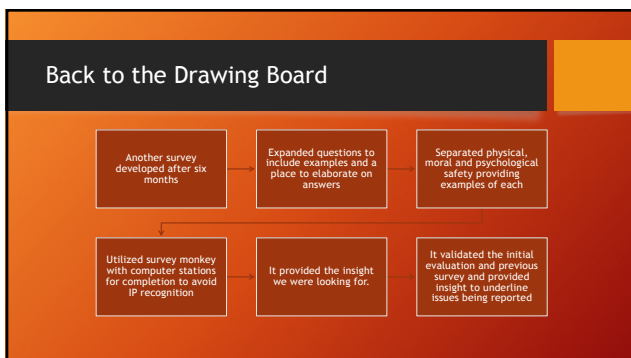 Back to the Drawing Board
Another survey
developed after six
months
Expanded questions to
include examples and a
place to elaborate on
answers
Separated physical,
moral and psychological
safety providing
examples of each
Utilized survey monkey
with computer stations
for completion to avoid
IP recognition
It provided the insight
we were looking for.
It validated the initial
evaluation and previous
survey and provided
insight to underline
issues being reported